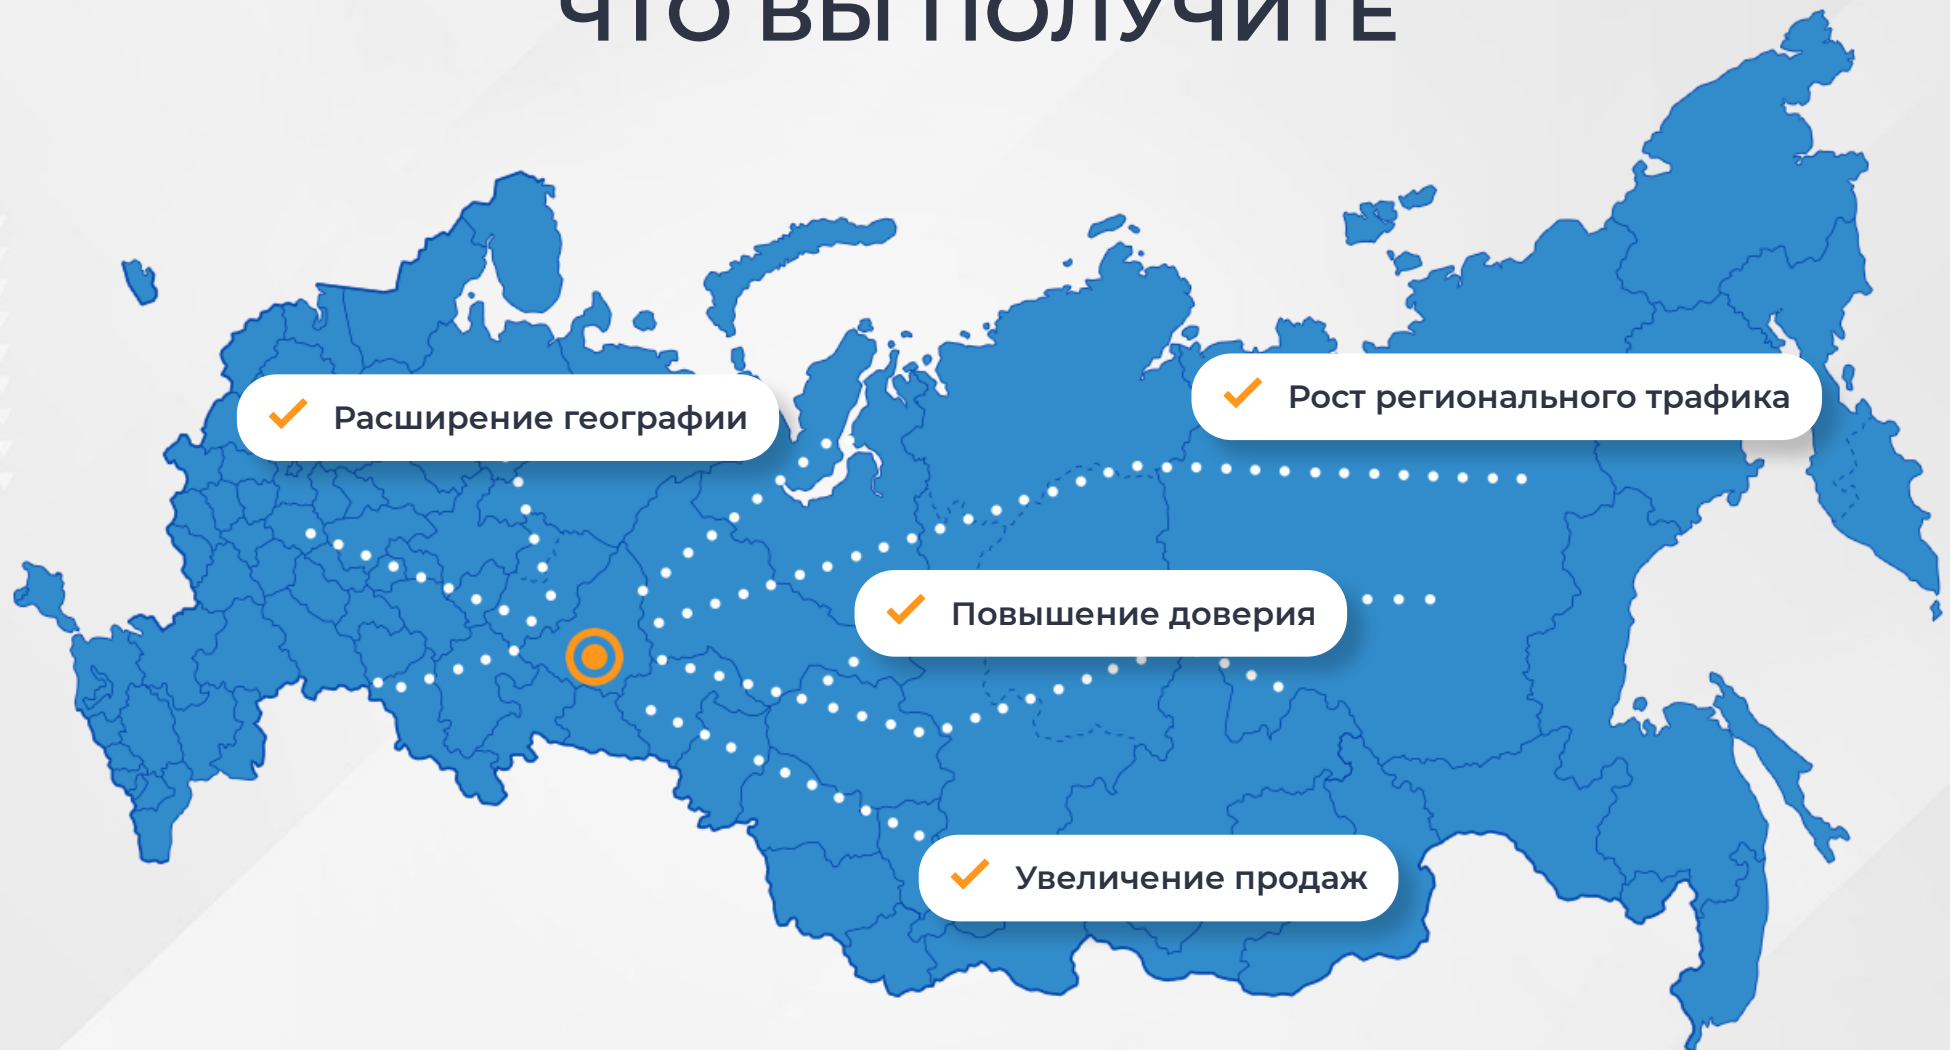 ЧТО ВЫ ПОЛУЧИТЕ
Расширение географии
Рост регионального трафика
Повышение доверия
Увеличение продаж